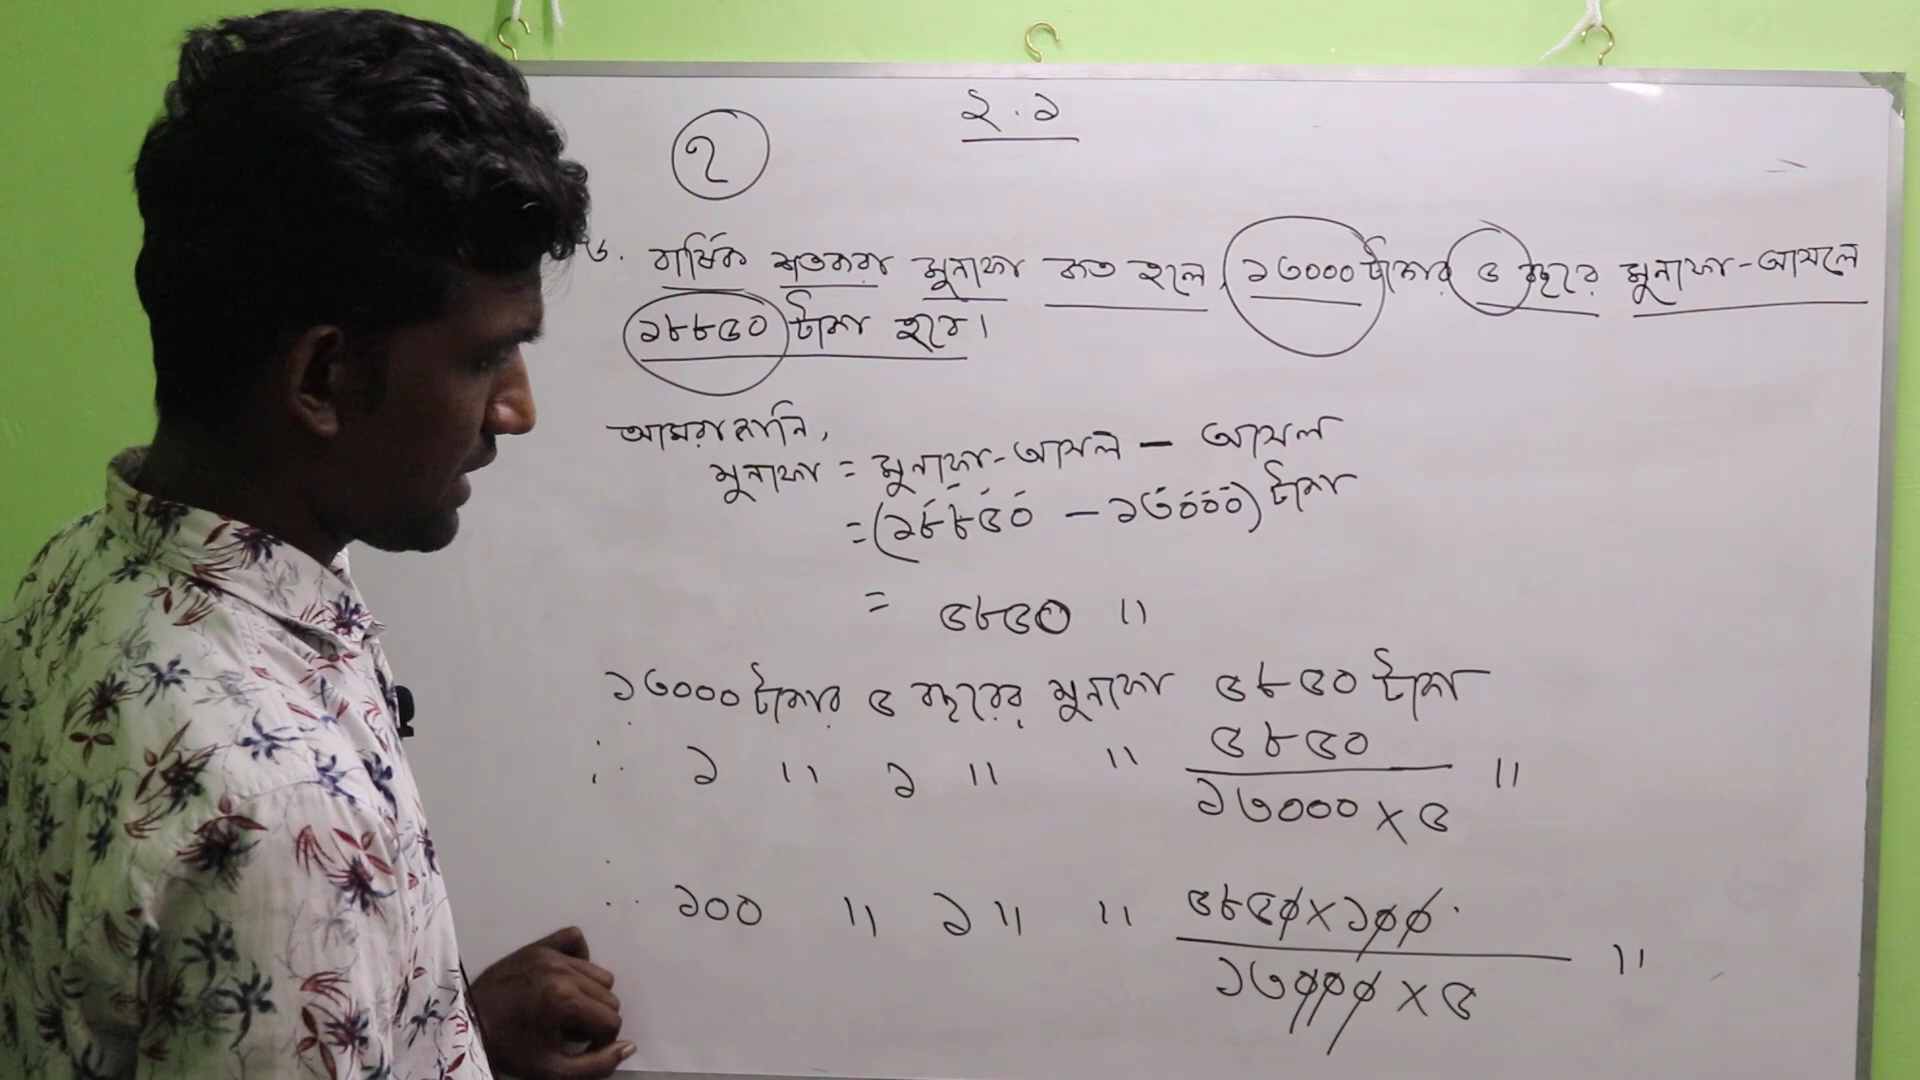 ২.১
৭
৬. বার্ষিক শতকরা মুনাফা কত হলে, ১৩০০০ টাকার ৫ বছরে মুনাফা-আসলে
১৮৮৫০ টাকা হবে।
আমরা জানি,
মুনাফা = মুনাফা-আসল − আসল
= (১৮৮৫০ − ১৩০০০) টাকা
= ৫৮৫০ "
১৩০০০ টাকার ৫ বছরের মুনাফা ৫৮৫০ টাকা
∴ ১ " ১ " " ৫৮৫০ "
১৩০০০ × ৫
∴ ১০০ " ১ " " ৫৮৫০ × ১০০ "
১৩০০০ × ৫